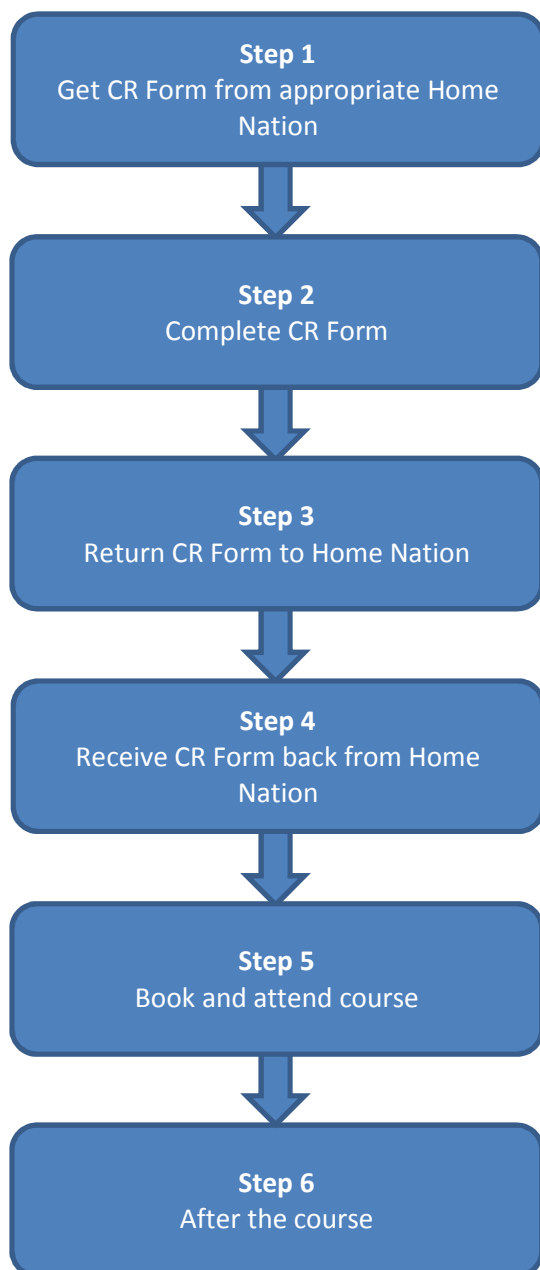 Step 1
Get CR Form from appropriate Home
Nation
Step 2
Complete CR Form
Step 3
Return CR Form to Home Nation
Step 4
Receive CR Form back from Home
Nation
Step 5
Book and attend course
Step 6
After the course